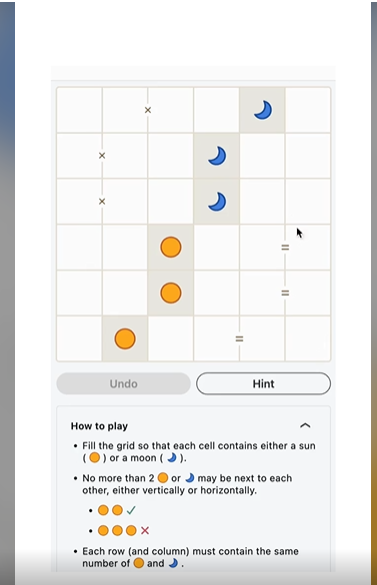 ×
×
×
=
=
=
Undo
Hint
How to play
• Fill the grid so that each cell contains either a sun
( ) or a moon ( ).
• No more than 2 or may be next to each
other, either vertically or horizontally.
• ✓
• ✕
• Each row (and column) must contain the same
number of and .